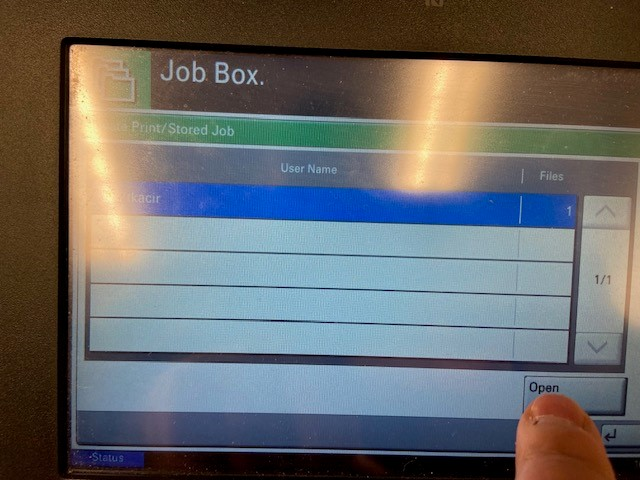 Job Box.
Print/Stored Job
User Name Files
1
1/1
Open
Status